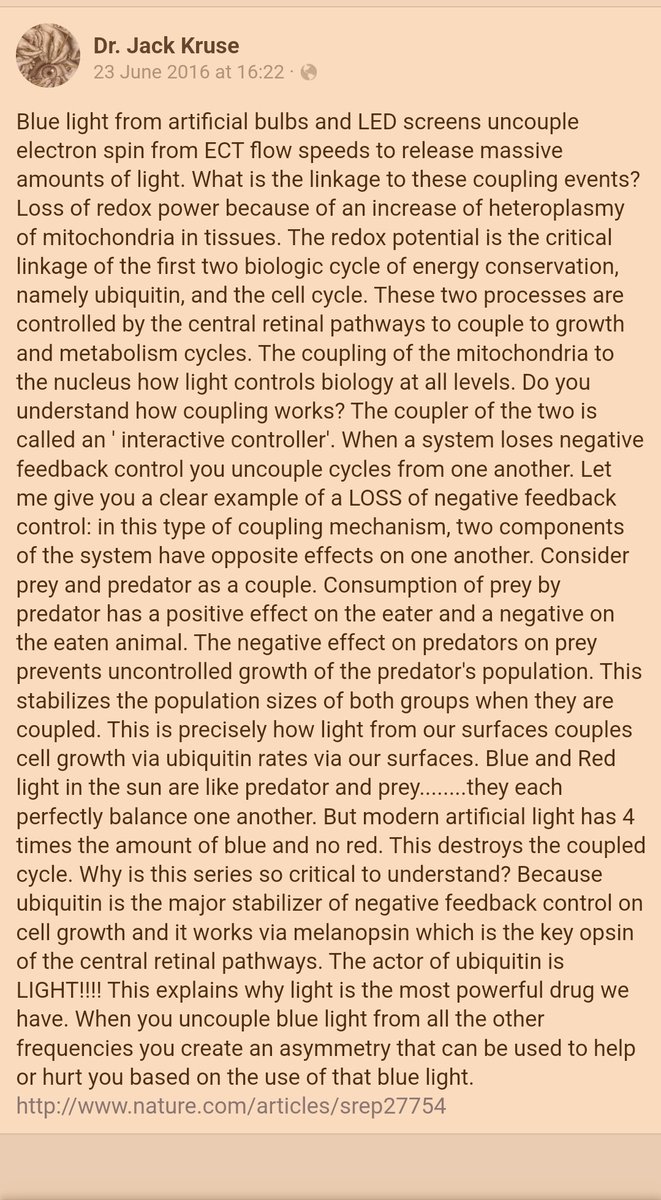 Dr. Jack Kruse
23 June 2016 at 16:22 ·
Blue light from artificial bulbs and LED screens uncouple
electron spin from ECT flow speeds to release massive
amounts of light. What is the linkage to these coupling events?
Loss of redox power because of an increase of heteroplasmy
of mitochondria in tissues. The redox potential is the critical
linkage of the first two biologic cycle of energy conservation,
namely ubiquitin, and the cell cycle. These two processes are
controlled by the central retinal pathways to couple to growth
and metabolism cycles. The coupling of the mitochondria to
the nucleus how light controls biology at all levels. Do you
understand how coupling works? The coupler of the two is
called an ' interactive controller'. When a system loses negative
feedback control you uncouple cycles from one another. Let
me give you a clear example of a LOSS of negative feedback
control: in this type of coupling mechanism, two components
of the system have opposite effects on one another. Consider
prey and predator as a couple. Consumption of prey by
predator has a positive effect on the eater and a negative on
the eaten animal. The negative effect on predators on prey
prevents uncontrolled growth of the predator's population. This
stabilizes the population sizes of both groups when they are
coupled. This is precisely how light from our surfaces couples
cell growth via ubiquitin rates via our surfaces. Blue and Red
light in the sun are like predator and prey........they each
perfectly balance one another. But modern artificial light has 4
times the amount of blue and no red. This destroys the coupled
cycle. Why is this series so critical to understand? Because
ubiquitin is the major stabilizer of negative feedback control on
cell growth and it works via melanopsin which is the key opsin
of the central retinal pathways. The actor of ubiquitin is
LIGHT!!!! This explains why light is the most powerful drug we
have. When you uncouple blue light from all the other
frequencies you create an asymmetry that can be used to help
or hurt you based on the use of that blue light.
http://www.nature.com/articles/srep27754